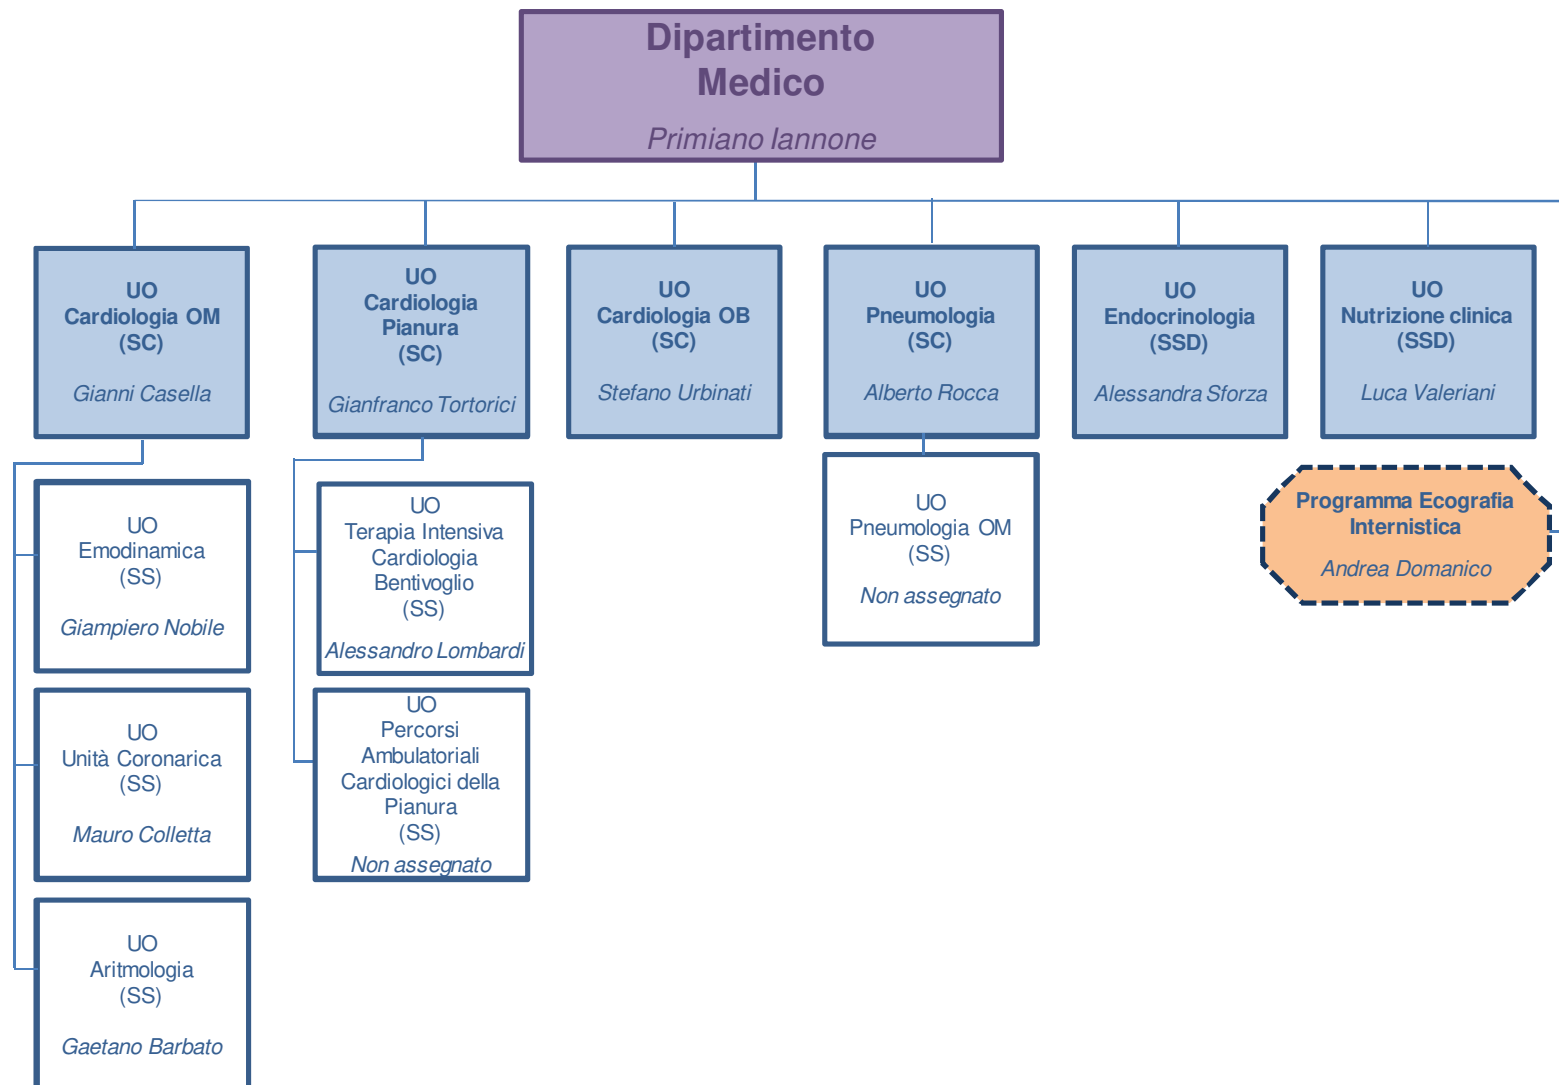 Dipartimento
Medico
Primiano Iannone
UO
Cardiologia OM
(SC)
Gianni Casella
UO
Cardiologia
Pianura
(SC)
Gianfranco Tortorici
UO
Cardiologia OB
(SC)
Stefano Urbinati
UO
Pneumologia
(SC)
Alberto Rocca
UO
Endocrinologia
(SSD)
Alessandra Sforza
UO
Nutrizione clinica
(SSD)
Luca Valeriani
UO
Emodinamica
(SS)
Giampiero Nobile
UO
Terapia Intensiva
Cardiologia
Bentivoglio
(SS)
Alessandro Lombardi
UO
Pneumologia OM
(SS)
Non assegnato
Programma Ecografia
Internistica
Andrea Domanico
UO
Unità Coronarica
(SS)
Mauro Colletta
UO
Percorsi
Ambulatoriali
Cardiologici della
Pianura
(SS)
Non assegnato
UO
Aritmologia
(SS)
Gaetano Barbato